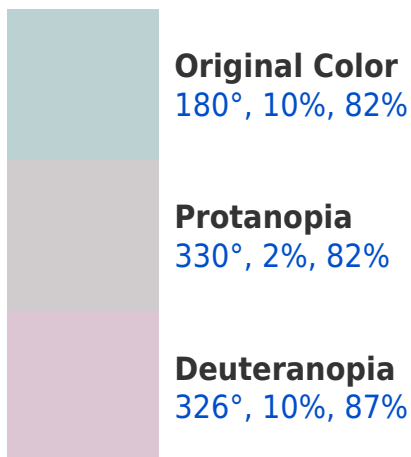 Original Color
180°, 10%, 82%
Protanopia
330°, 2%, 82%
Deuteranopia
326°, 10%, 87%